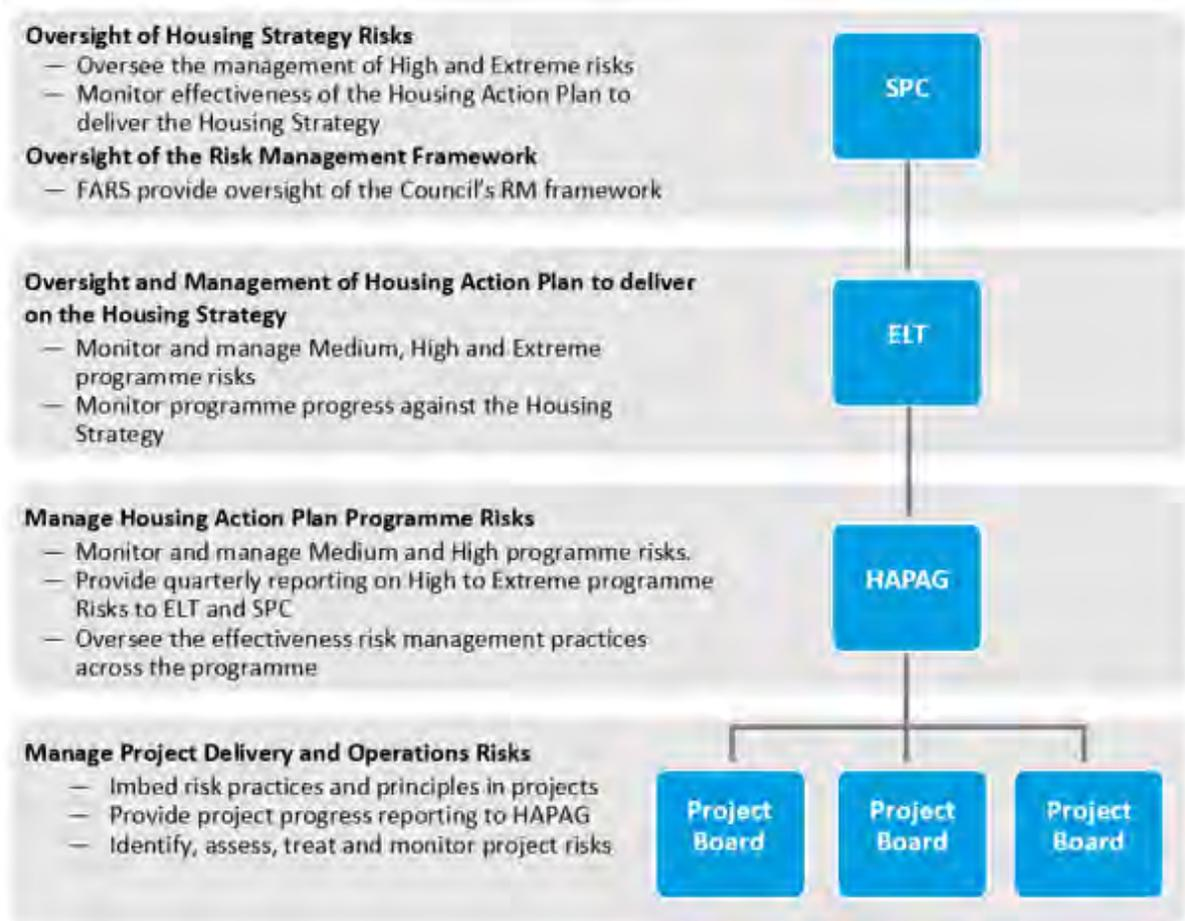 Oversight of Housing Strategy Risks
— Oversee the management of High and Extreme risks
— Monitor effectiveness of the Housing Action Plan to
deliver the Housing Strategy
Oversight of the Risk Management Framework
— FARS provide oversight of the Council's RM framework
SPC
Oversight and Management of Housing Action Plan to deliver
on the Housing Strategy
— Monitor and manage Medium, High and Extreme
programme risks
— Monitor programme progress against the Housing
Strategy
ELT
Manage Housing Action Plan Programme Risks
— Monitor and manage Medium and High programme risks.
— Provide quarterly reporting on High to Extreme programme
Risks to ELT and SPC
— Oversee the effectiveness risk management practices
across the programme
HAPAG
Manage Project Delivery and Operations Risks
— Imbed risk practices and principles in projects
— Provide project progress reporting to HAPAG
— Identify, assess, treat and monitor project risks
Project
Board
Project
Board
Project
Board